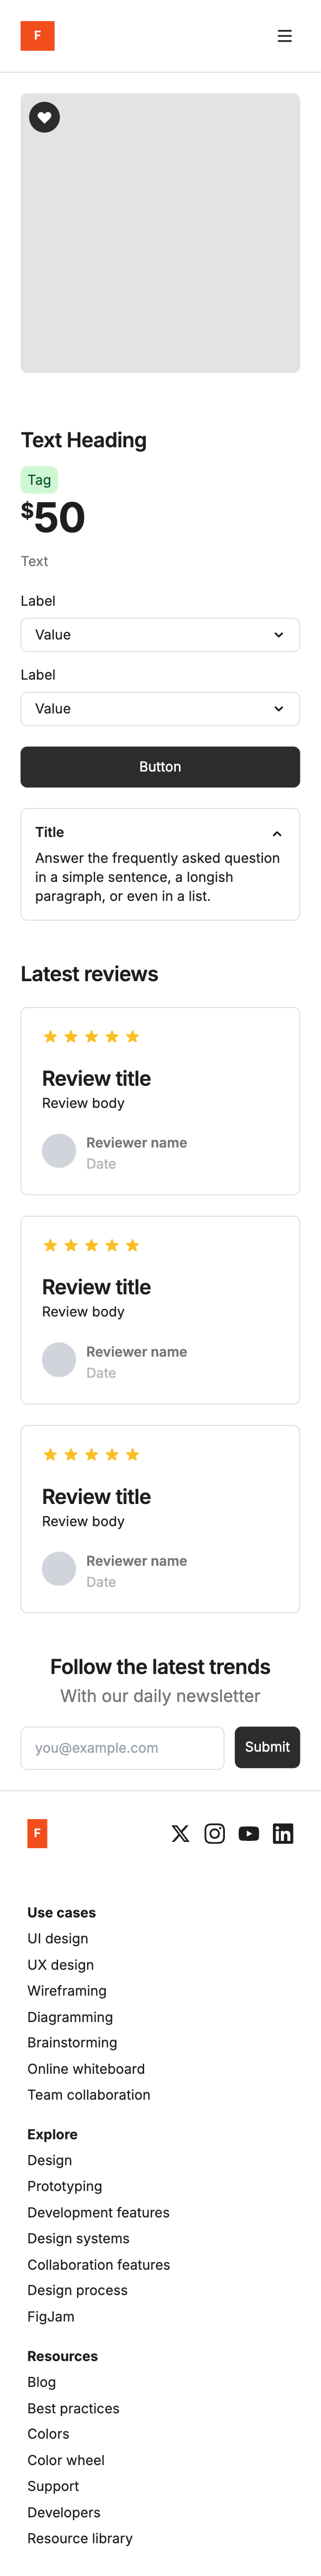 F
Text Heading
Tag
$50
Text
Label
Value
Label
Value
Button
Title
Answer the frequently asked question
in a simple sentence, a longish
paragraph, or even in a list.
Latest reviews
Review title
Review body
Reviewer name
Date
Review title
Review body
Reviewer name
Date
Review title
Review body
Reviewer name
Date
Follow the latest trends
With our daily newsletter
you@example.com
Submit
F
Use cases
UI design
UX design
Wireframing
Diagramming
Brainstorming
Online whiteboard
Team collaboration
Explore
Design
Prototyping
Development features
Design systems
Collaboration features
Design process
FigJam
Resources
Blog
Best practices
Colors
Color wheel
Support
Developers
Resource library